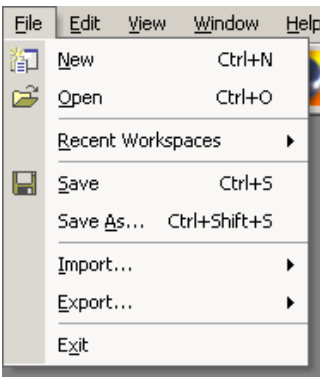 File Edit View Window Help
New Ctrl+N
Open Ctrl+O
Recent Workspaces
Save Ctrl+S
Save As... Ctrl+Shift+S
Import...
Export...
Exit